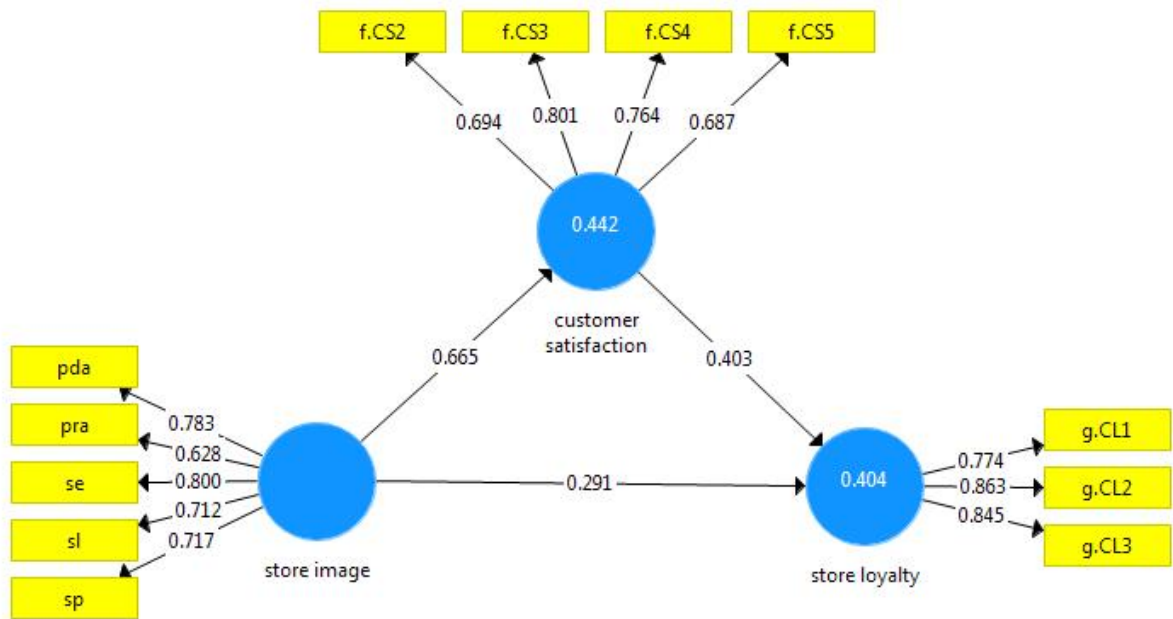 f.CS2
f.CS3
f.CS4
f.CS5
0.694
0.801
0.764
0.687
0.442
customer
satisfaction
0.665
0.403
pda
pra
se
sl
sp
0.783
0.628
0.800
0.712
0.717
store image
0.291
0.404
store loyalty
0.774
0.863
0.845
g.CL1
g.CL2
g.CL3